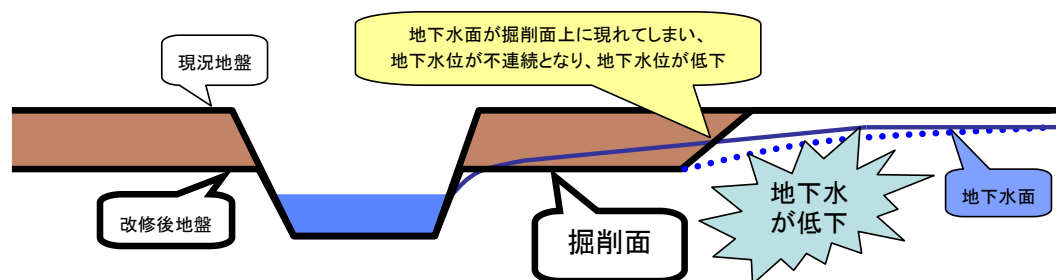 地下水面が掘削面上に現れてしまい、
地下水位が不連続となり、地下水位が低下
現況地盤
改修後地盤
掘削面
地下水
が低下
地下水面